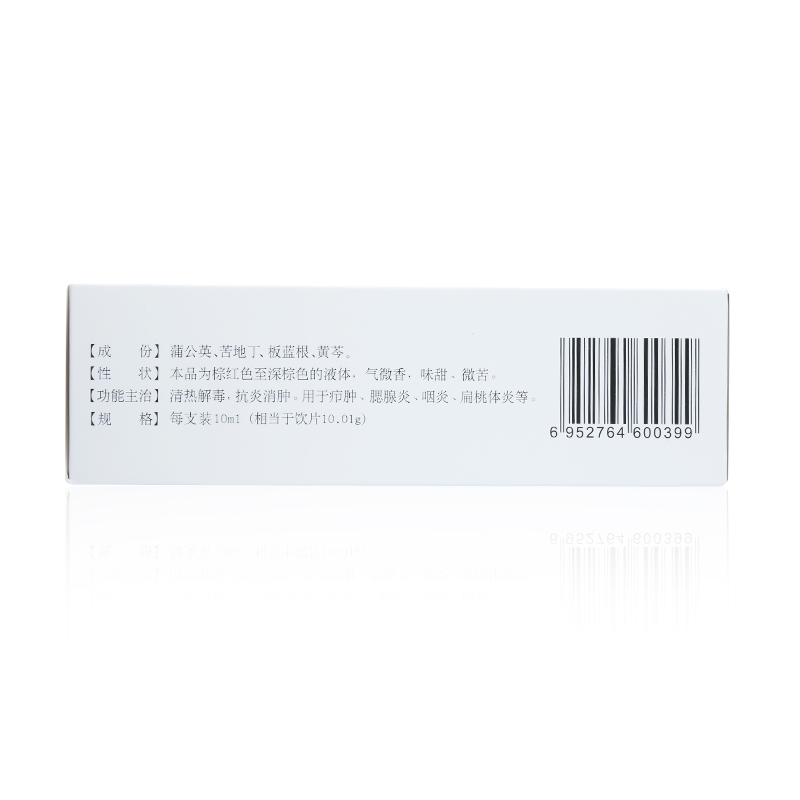 【成　份】蒲公英、苦地丁、板蓝根、黄芩。
【性　状】本品为棕红色至深棕色的液体，气微香，味甜、微苦。
【功能主治】清热解毒，抗炎消肿。用于疖肿、腮腺炎、咽炎、扁桃体炎等。
【规　格】每支装10ml（相当于饮片10.01g）
6 952764 600399